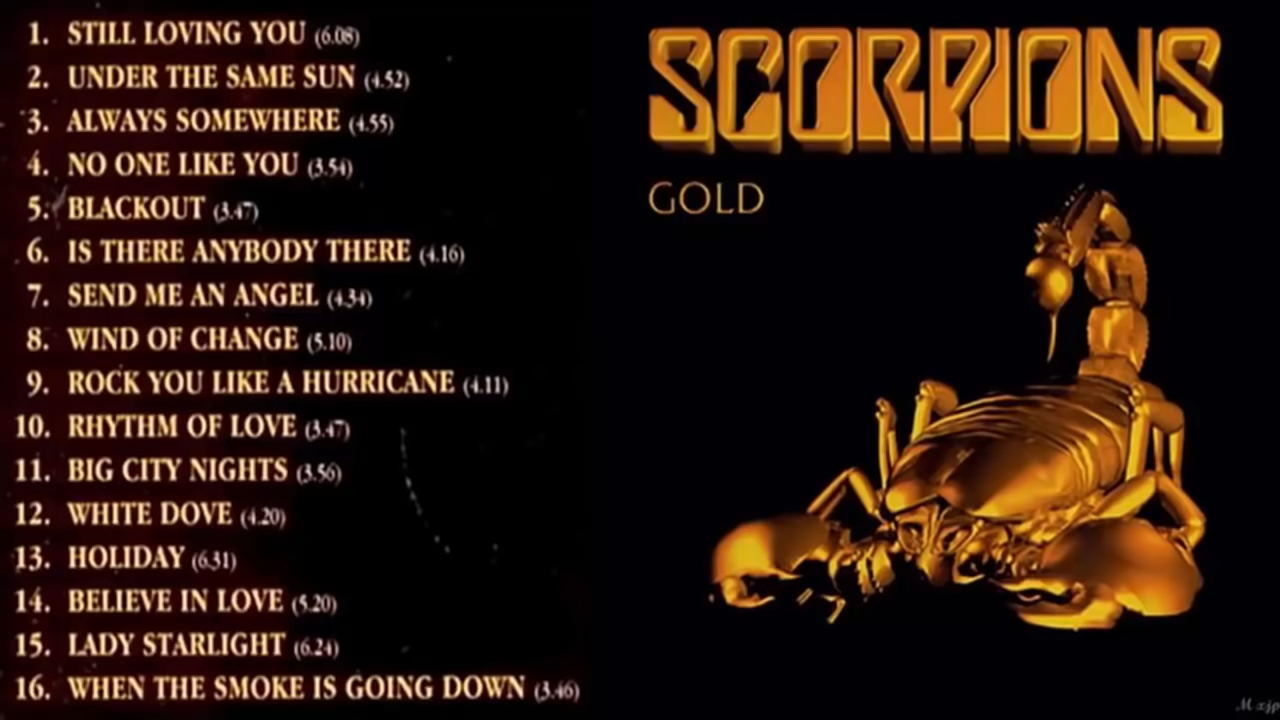 1. STILL LOVING YOU (6.08)
2. UNDER THE SAME SUN (4.52)
3. ALWAYS SOMEWHERE (4.55)
4. NO ONE LIKE YOU (3.54)
5. BLACKOUT (3.47)
6. IS THERE ANYBODY THERE (4.16)
7. SEND ME AN ANGEL (4.34)
8. WIND OF CHANGE (5.10)
9. ROCK YOU LIKE A HURRICANE (4.11)
10. RHYTHM OF LOVE (3.47)
11. BIG CITY NIGHTS (3.56)
12. WHITE DOVE (4.20)
13. HOLIDAY (6.31)
14. BELIEVE IN LOVE (5.20)
15. LADY STARLIGHT (6.24)
16. WHEN THE SMOKE IS GOING DOWN (3.46)
SCORPIONS
GOLD